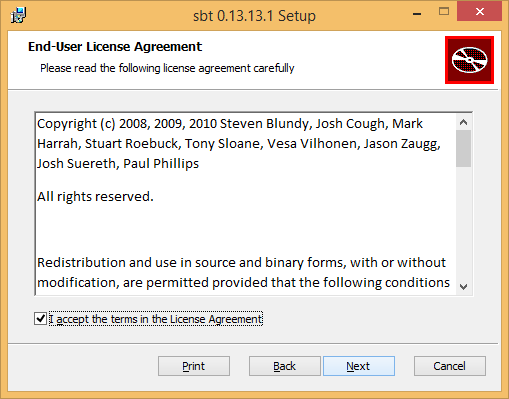 sbt 0.13.13.1 Setup
End-User License Agreement
Please read the following license agreement carefully
Copyright (c) 2008, 2009, 2010 Steven Blundy, Josh Cough, Mark
Harrah, Stuart Roebuck, Tony Sloane, Vesa Vilhonen, Jason Zaugg,
Josh Suereth, Paul Phillips
All rights reserved.
Redistribution and use in source and binary forms, with or without
modification, are permitted provided that the following conditions
I accept the terms in the License Agreement
Print Back Next Cancel